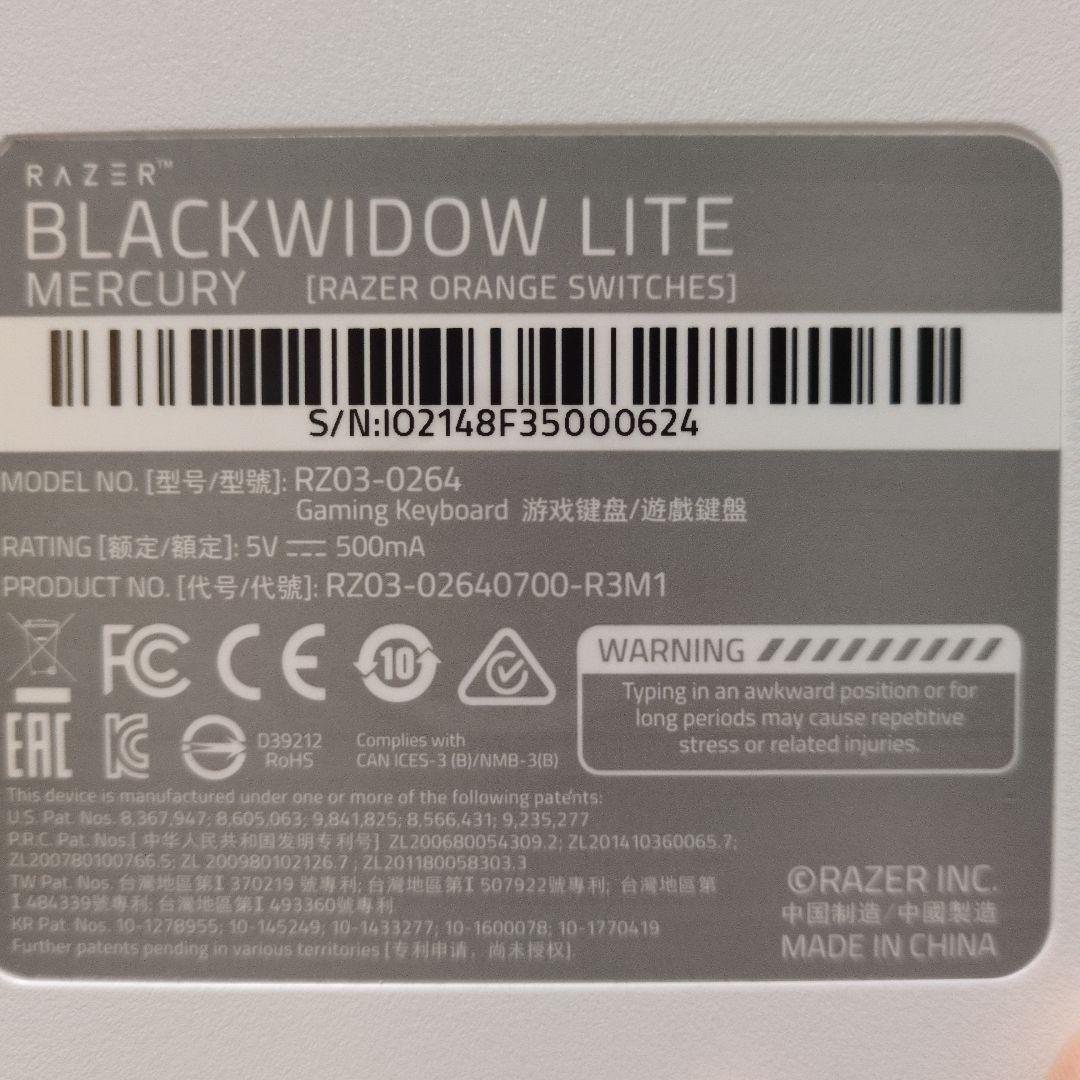 RAZER™
BLACKWIDOW LITE
MERCURY [RAZER ORANGE SWITCHES]
S/N:IO2148F35000624
MODEL NO. [型号/型號]: RZ03-0264
Gaming Keyboard 游戏键盘/遊戲鍵盤
RATING [额定/額定]: 5V ⎓ 500mA
PRODUCT NO. [代号/代號]: RZ03-02640700-R3M1
FC CE 10
EAC
D39212
RoHS
Complies with
CAN ICES-3 (B)/NMB-3(B)
WARNING
Typing in an awkward position or for
long periods may cause repetitive
stress or related injuries.
This device is manufactured under one or more of the following patents:
U.S. Pat. Nos. 8,367,947; 8,605,063; 9,841,825; 8,566,431; 9,235,277
P.R.C. Pat. Nos.[ 中华人民共和国发明专利号] ZL200680054309.2; ZL201410360065.7;
ZL200780100766.5; ZL 200980102126.7 ; ZL201180058303.3
TW Pat. Nos. 台灣地區第I 370219 號專利; 台灣地區第I 507922號專利; 台灣地區第
I 484339號專利; 台灣地區第I 493360號專利
KR Pat. Nos. 10-1278955; 10-145249; 10-1433277; 10-1600078; 10-1770419
Further patents pending in various territories [专利申请，尚未授权]
©RAZER INC.
中国制造/中國製造
MADE IN CHINA